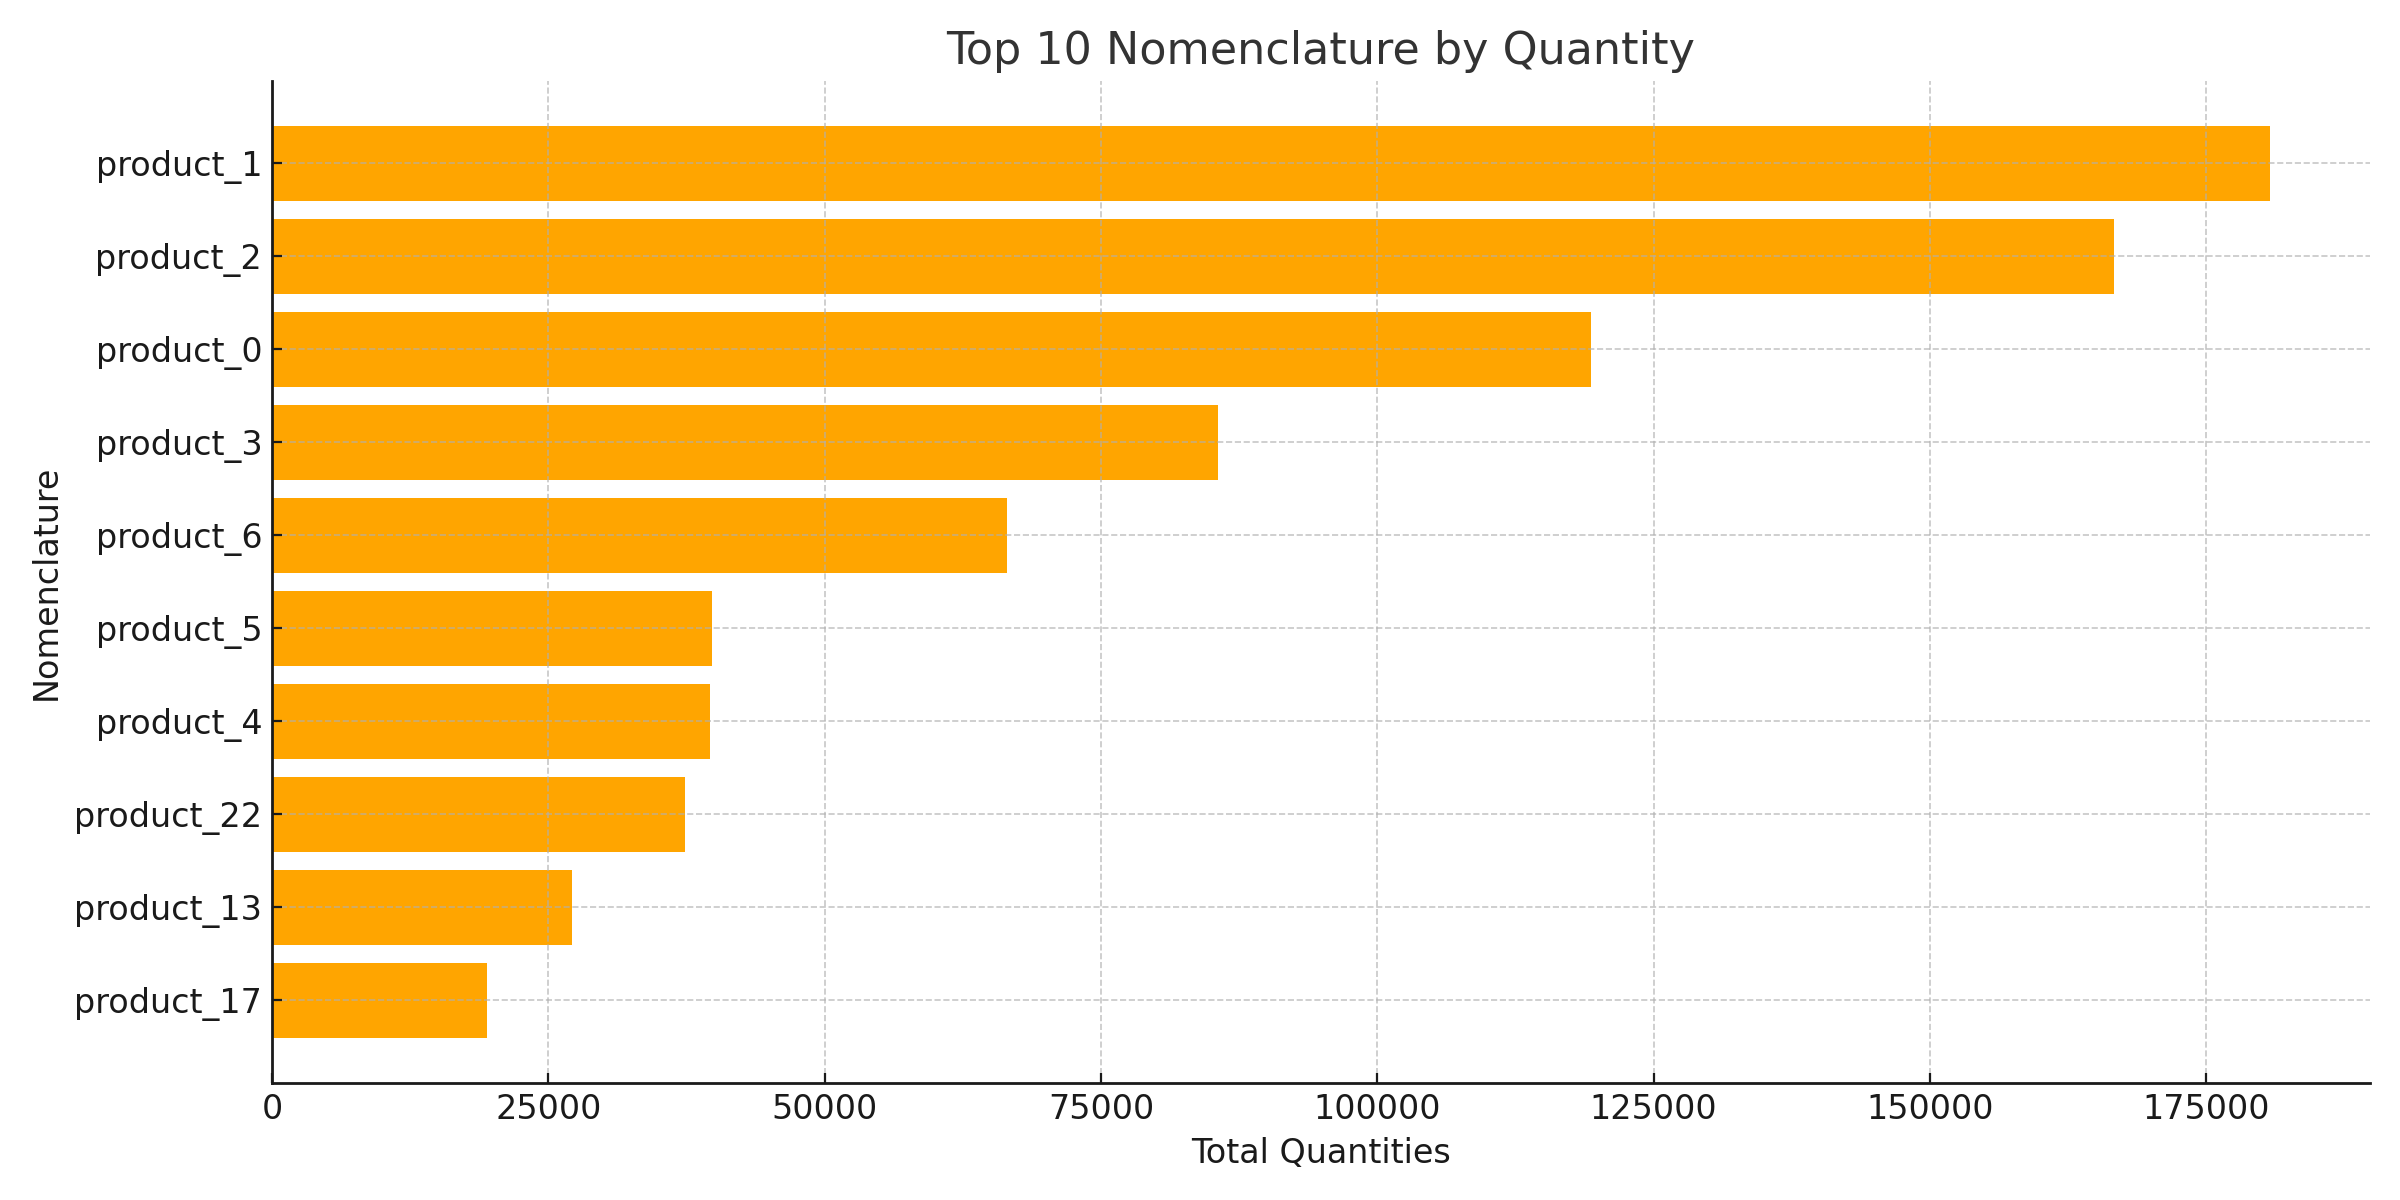 Top 10 Nomenclature by Quantity
Nomenclature
product_1
product_2
product_0
product_3
product_6
product_5
product_4
product_22
product_13
product_17
0 25000 50000 75000 100000 125000 150000 175000
Total Quantities